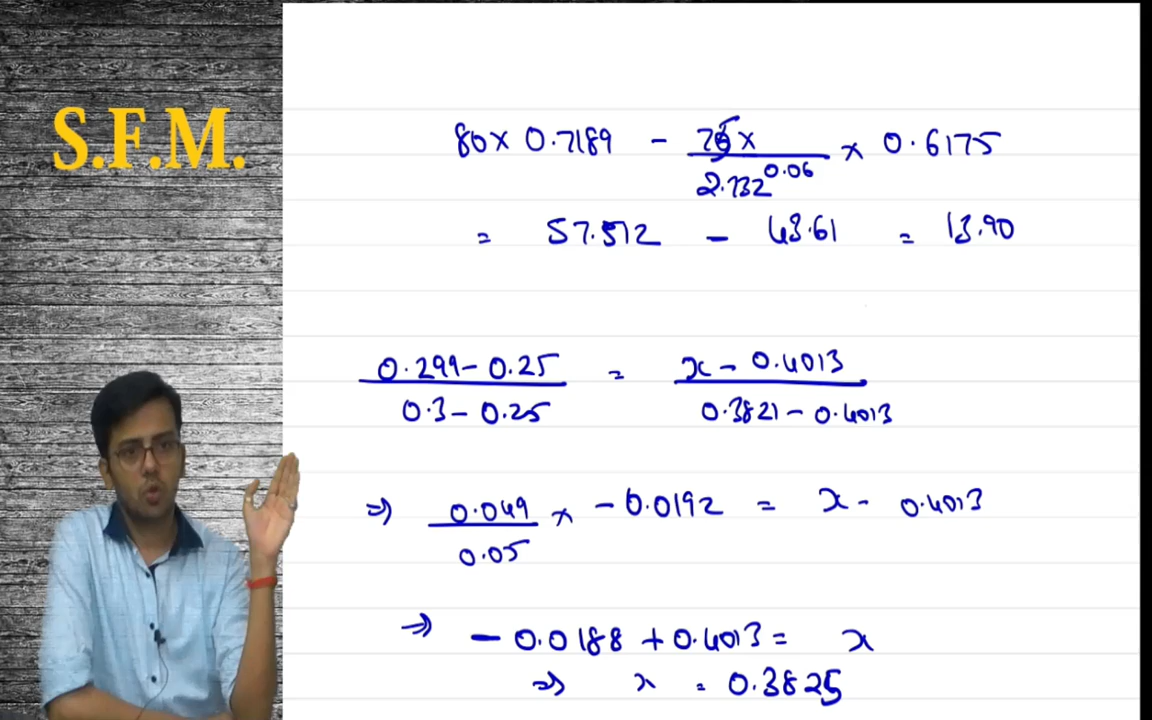 S.F.M.
80 x 0.7189 - 75 x / 2.732^0.06 x 0.6175
= 57.512 - 43.61 = 13.90
0.299 - 0.25 / 0.3 - 0.25 = x - 0.4013 / 0.3821 - 0.4013
⇒ 0.049 / 0.05 x -0.0192 = x - 0.4013
⇒ -0.0188 + 0.4013 = x
⇒ x = 0.3825